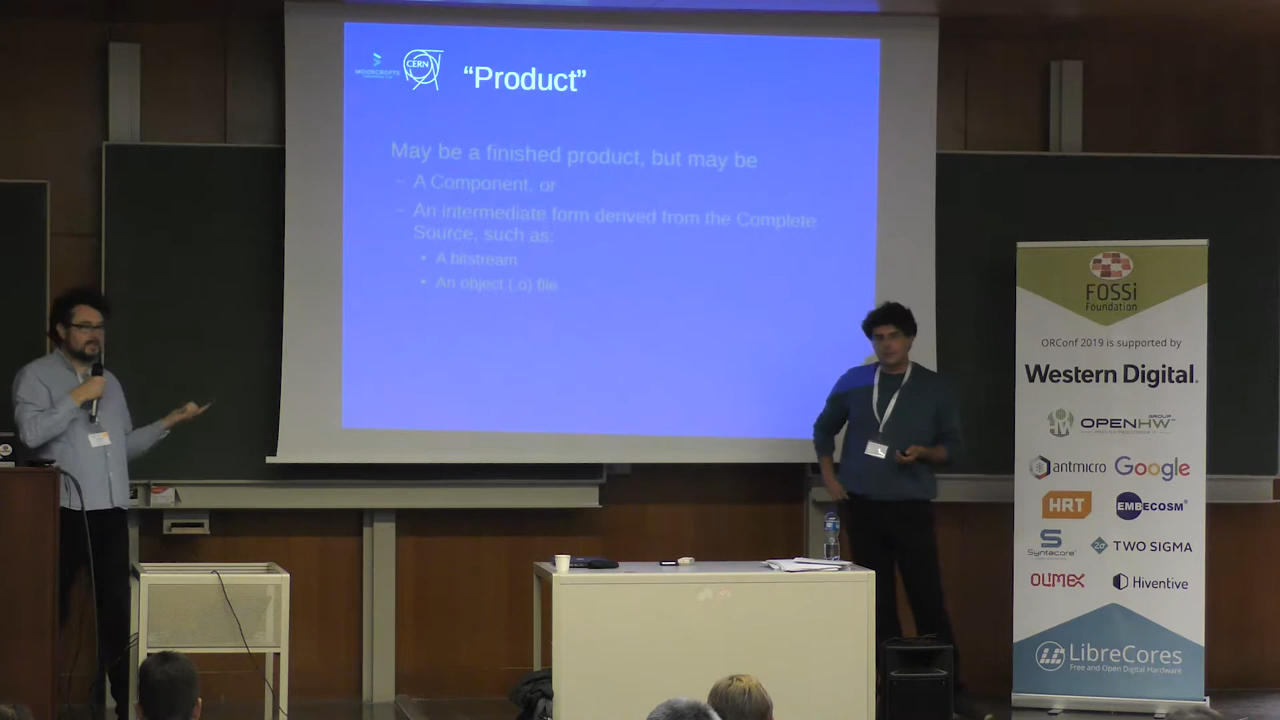 MOORCROFTS
CERN
“Product”
May be a finished product, but may be
– A Component, or
– An intermediate form derived from the Complete
Source, such as:
• A bitstream
• An object (.o) file
FOSSi
Foundation
ORConf 2019 is supported by
Western Digital.
OPENHW GROUP
antmicro Google
HRT EMBECOSM®
Syntacore TWO SIGMA
OLIMEX Hiventive
LibreCores
Free and Open Digital Hardware